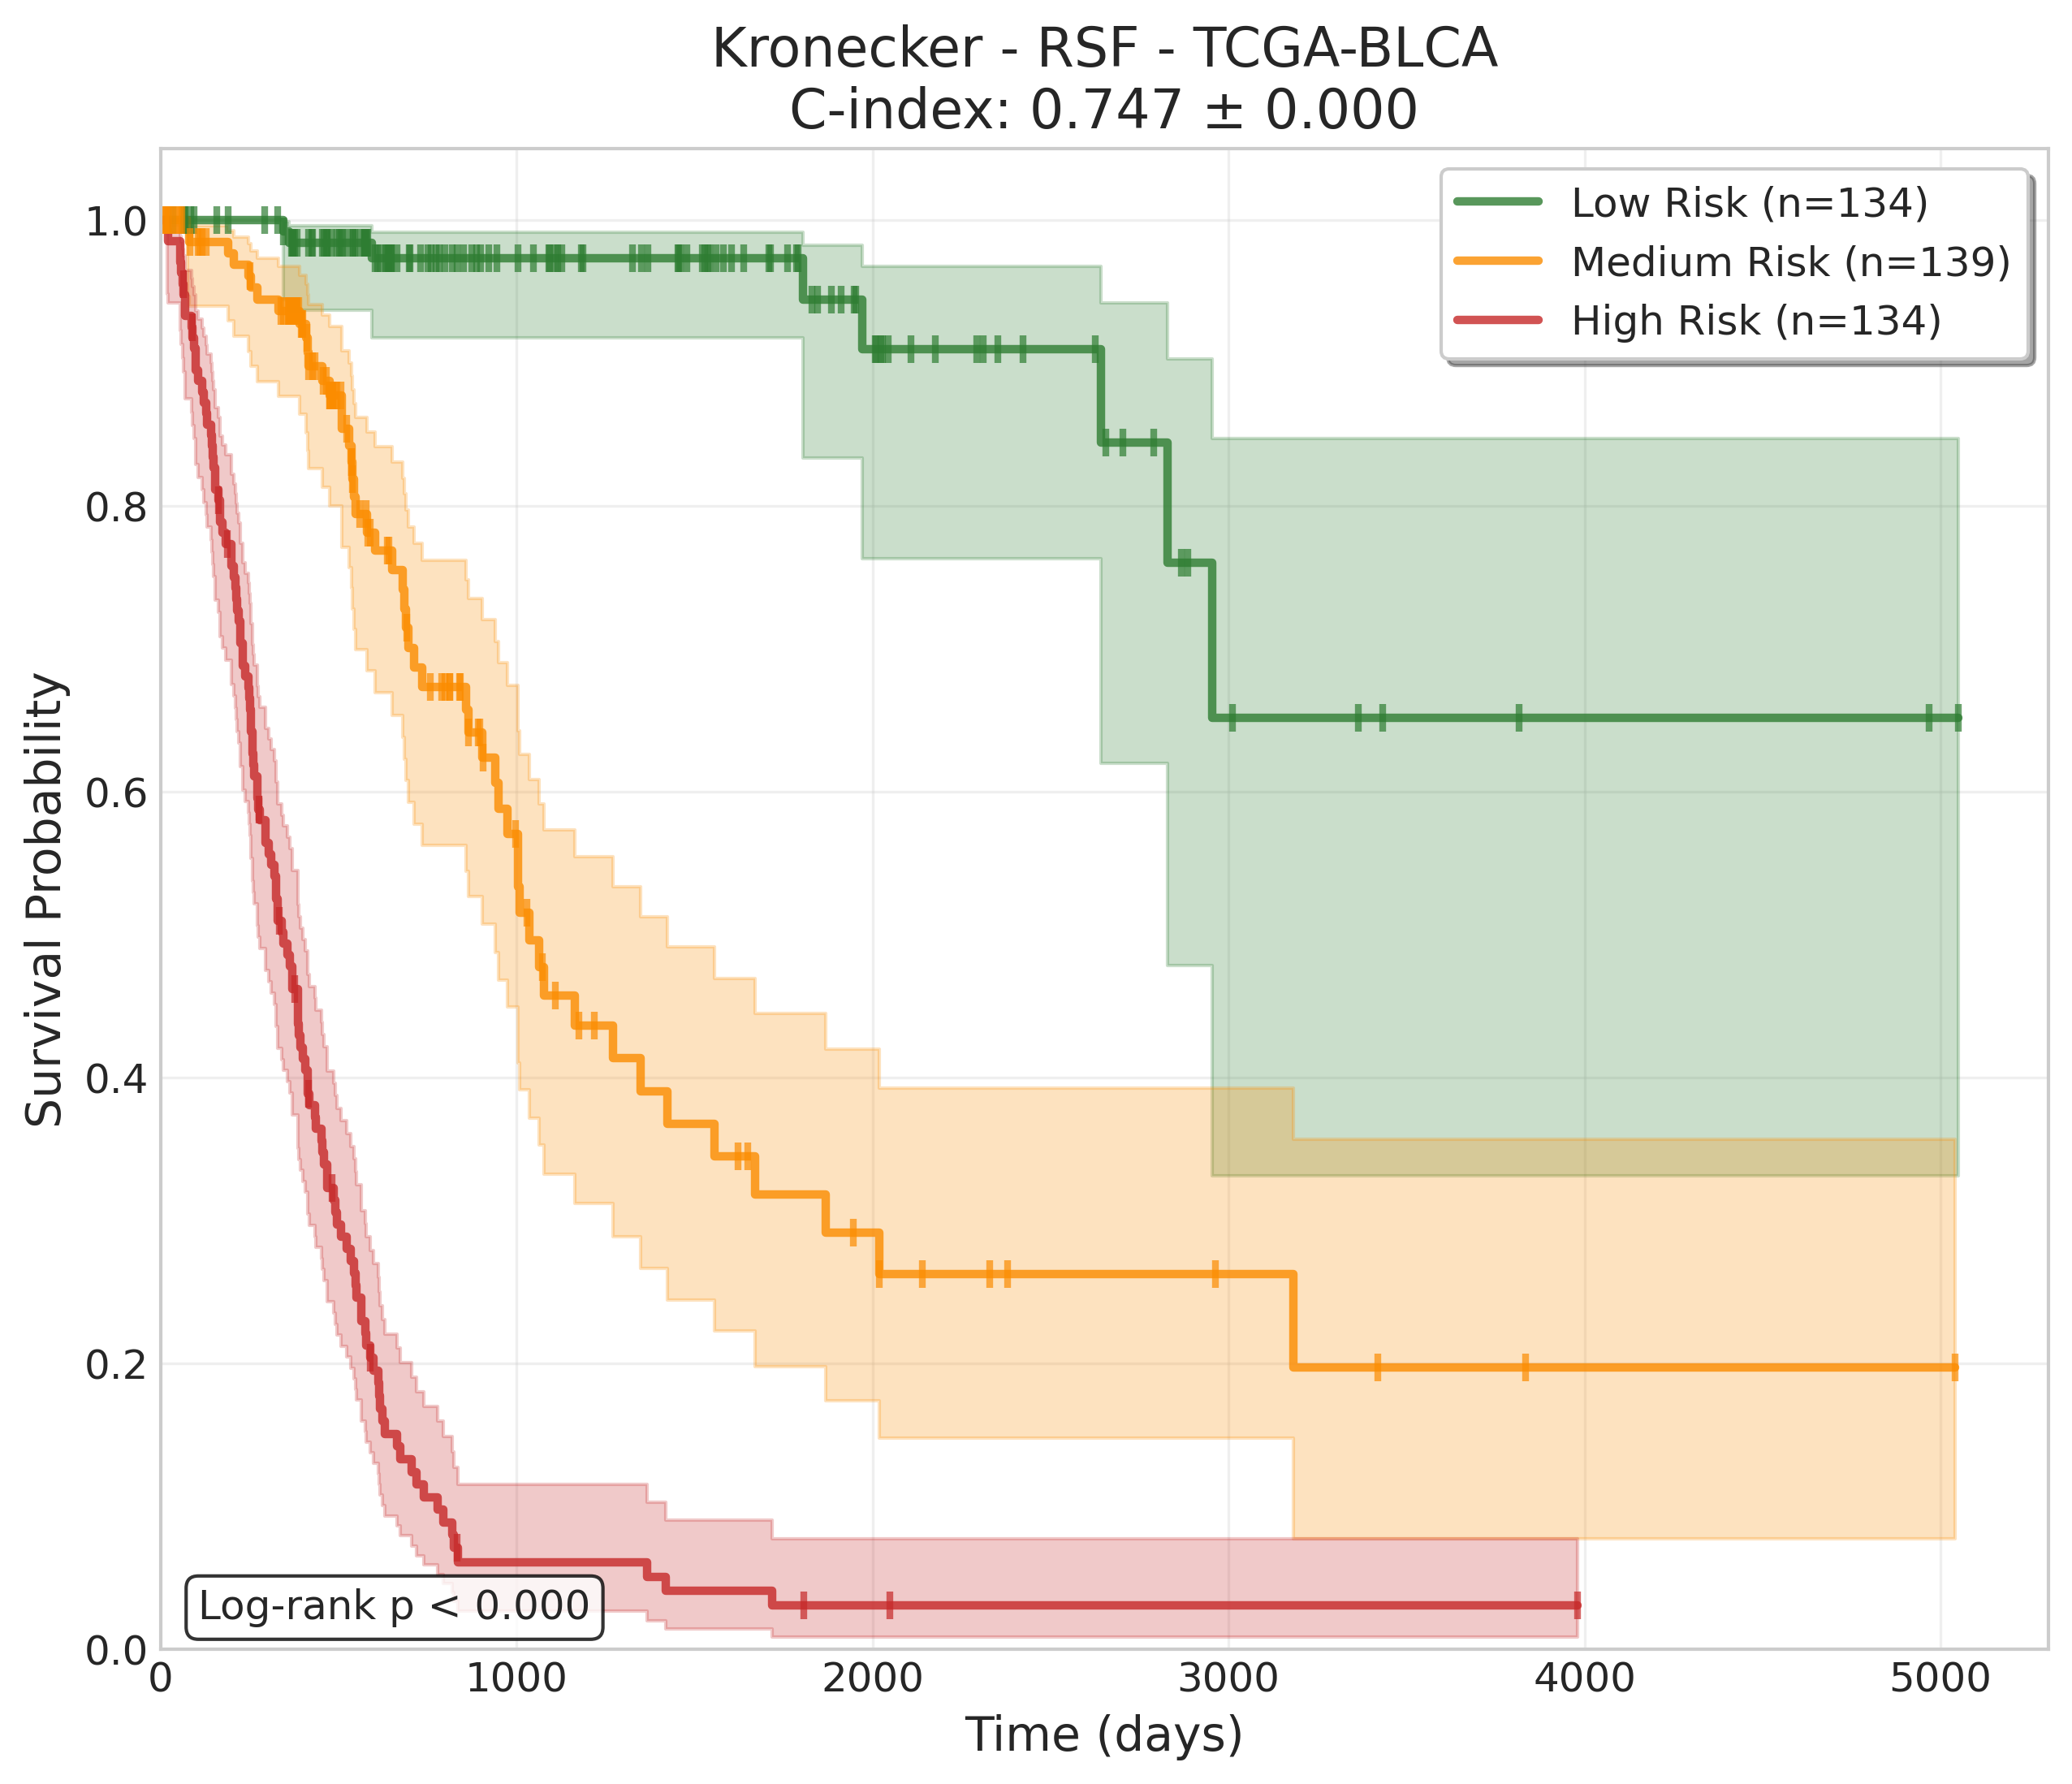 Kronecker - RSF - TCGA-BLCA
C-index: 0.747 ± 0.000
Low Risk (n=134)
Medium Risk (n=139)
High Risk (n=134)
Survival Probability
1.0
0.8
0.6
0.4
0.2
0.0
Log-rank p < 0.000
0 1000 2000 3000 4000 5000
Time (days)